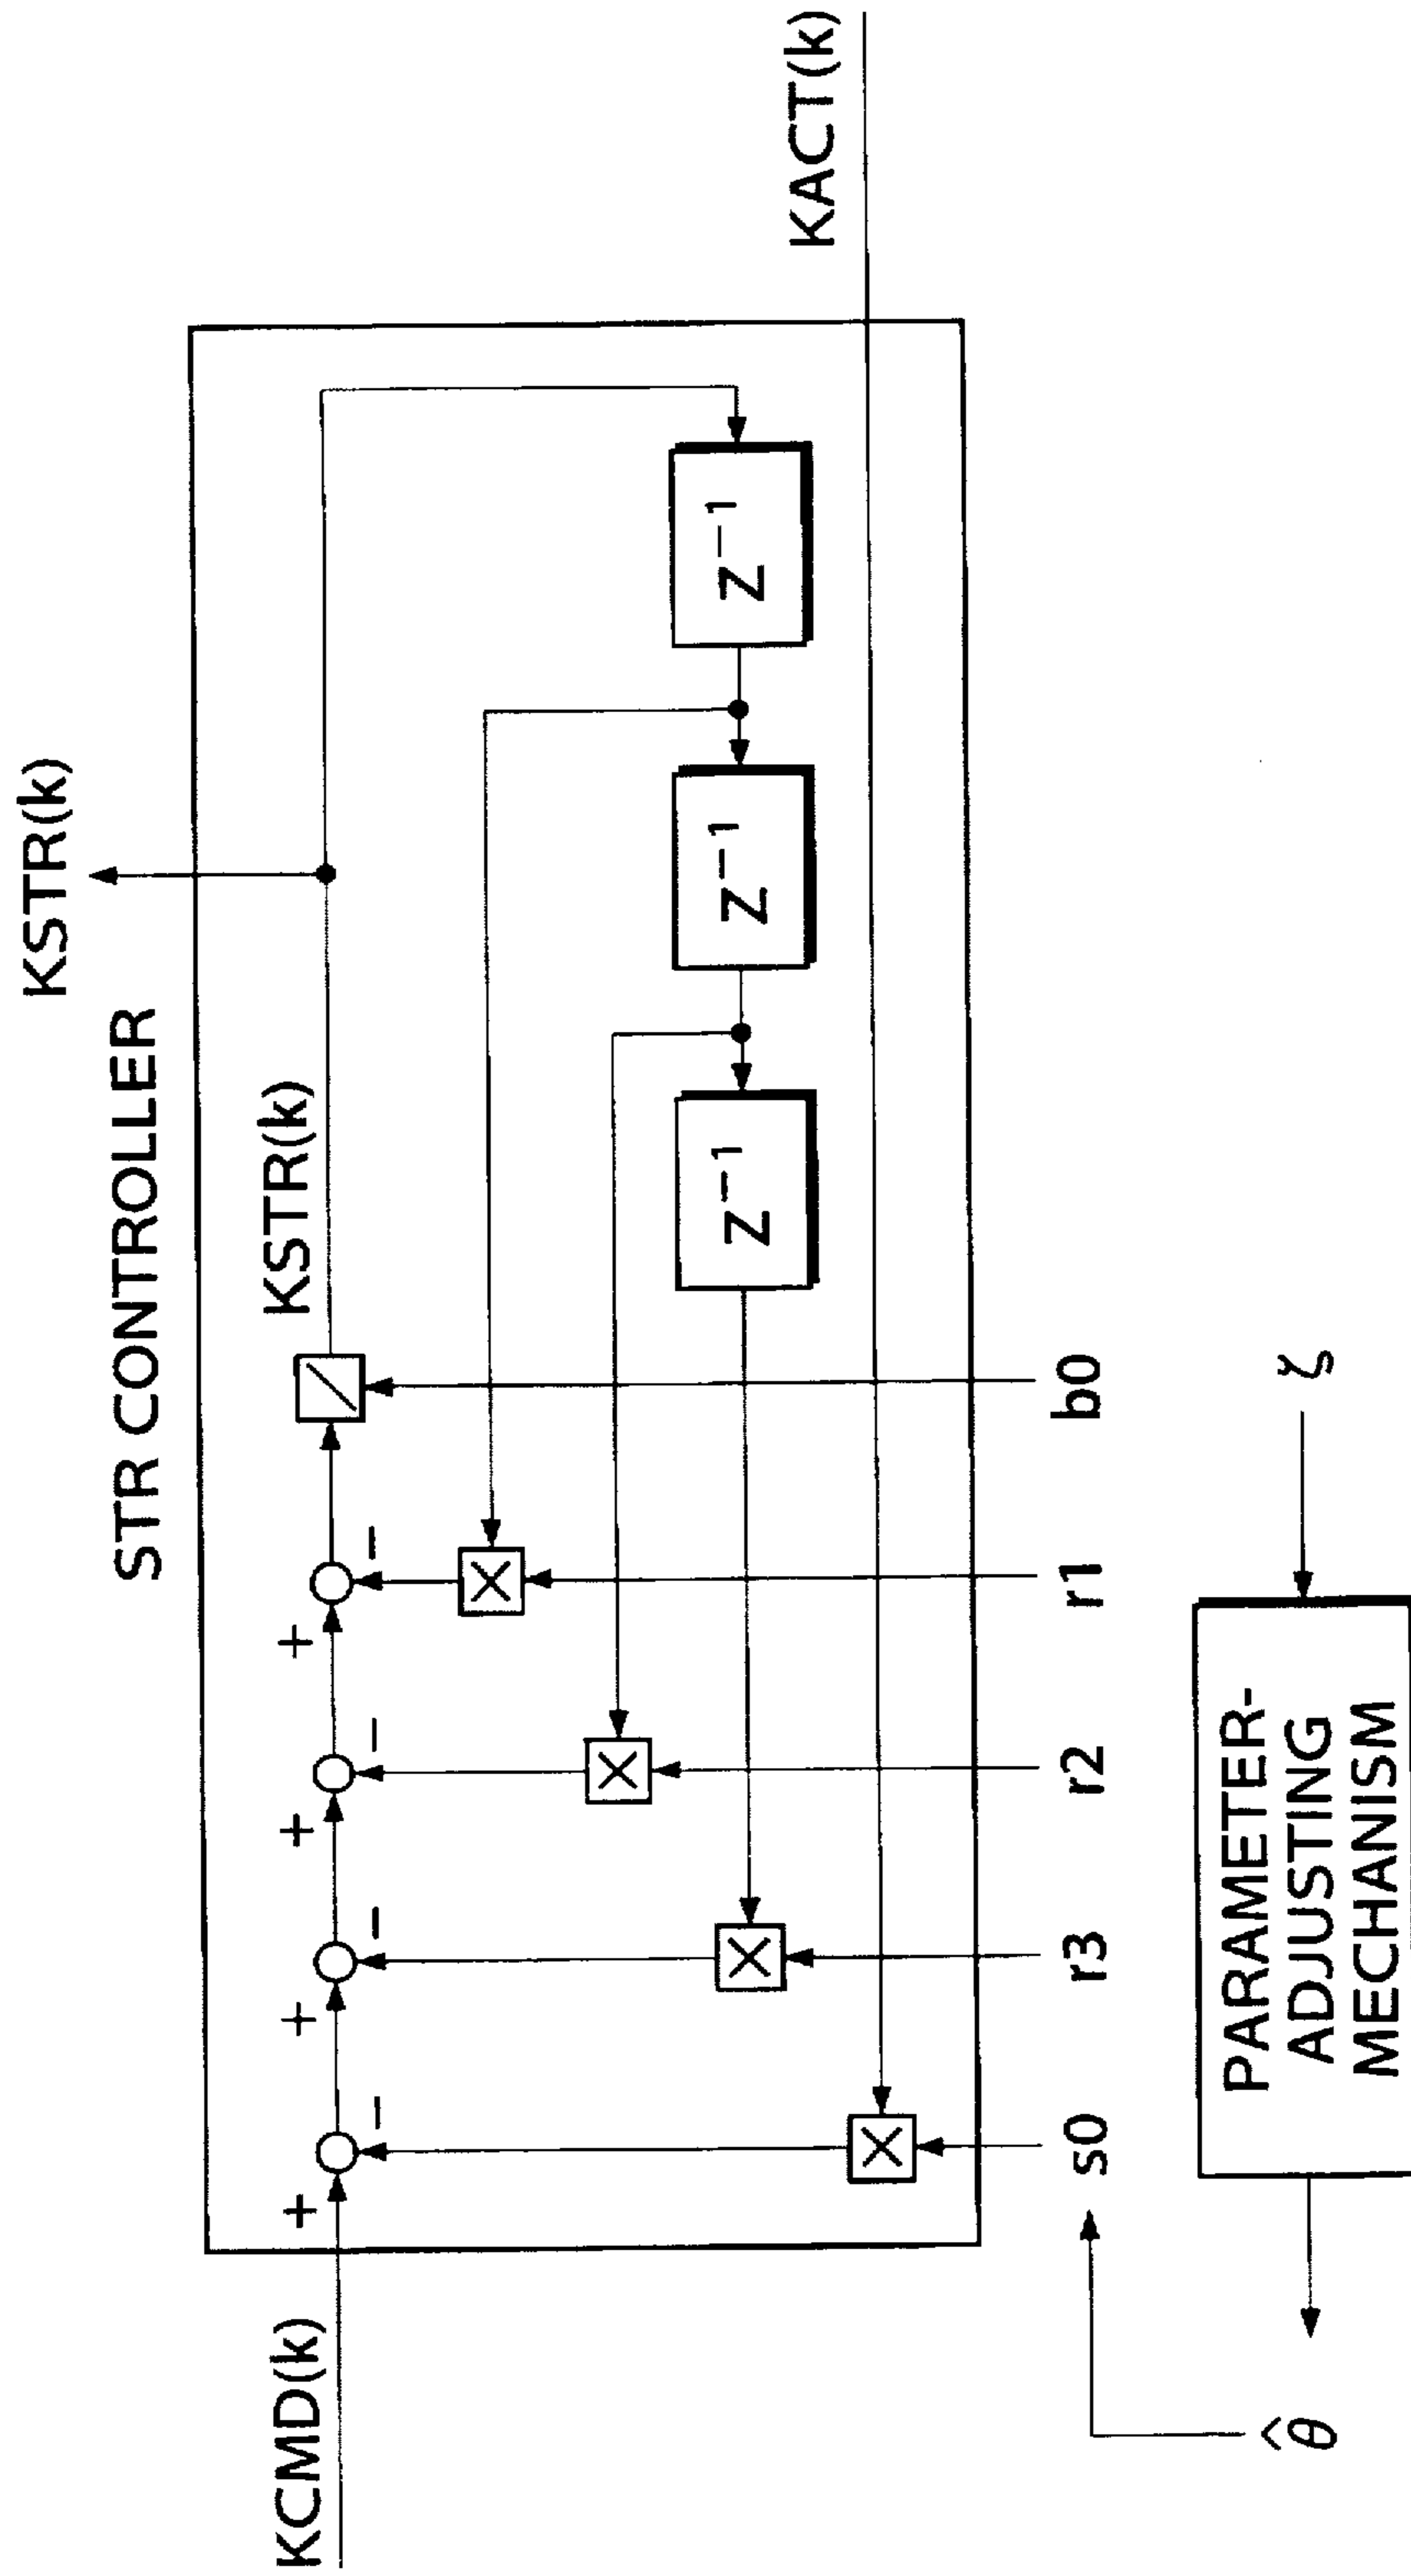 KSTR(k)
STR CONTROLLER
KCMD(k)
+
−
+
−
+
−
+
−
KSTR(k)
Z⁻¹
Z⁻¹
Z⁻¹
KACT(k)
s0
r3
r2
r1
b0
θ̂
PARAMETER-
ADJUSTING
MECHANISM
ζ